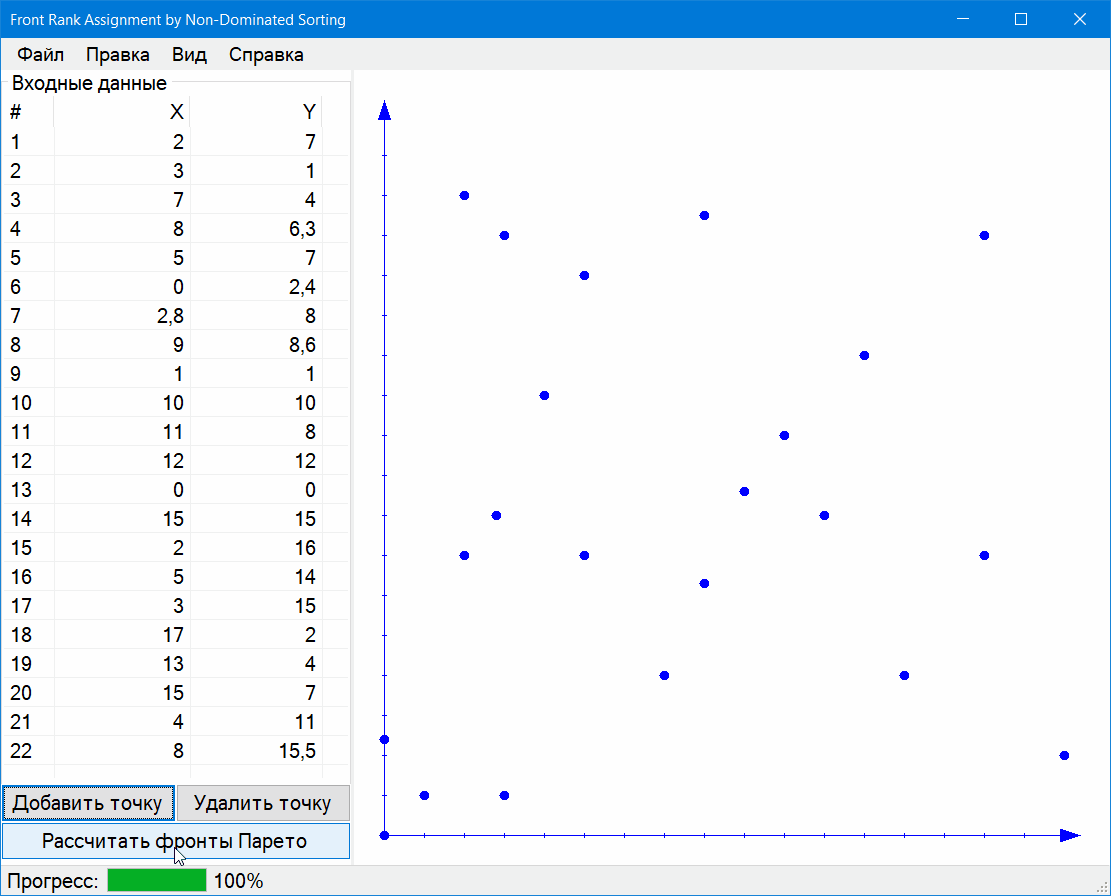 Front Rank Assignment by Non-Dominated Sorting
Файл Правка Вид Справка
Входные данные
# X Y
1 2 7
2 3 1
3 7 4
4 8 6,3
5 5 7
6 0 2,4
7 2,8 8
8 9 8,6
9 1 1
10 10 10
11 11 8
12 12 12
13 0 0
14 15 15
15 2 16
16 5 14
17 3 15
18 17 2
19 13 4
20 15 7
21 4 11
22 8 15,5
Добавить точку Удалить точку
Рассчитать фронты Парето
Прогресс: 100%